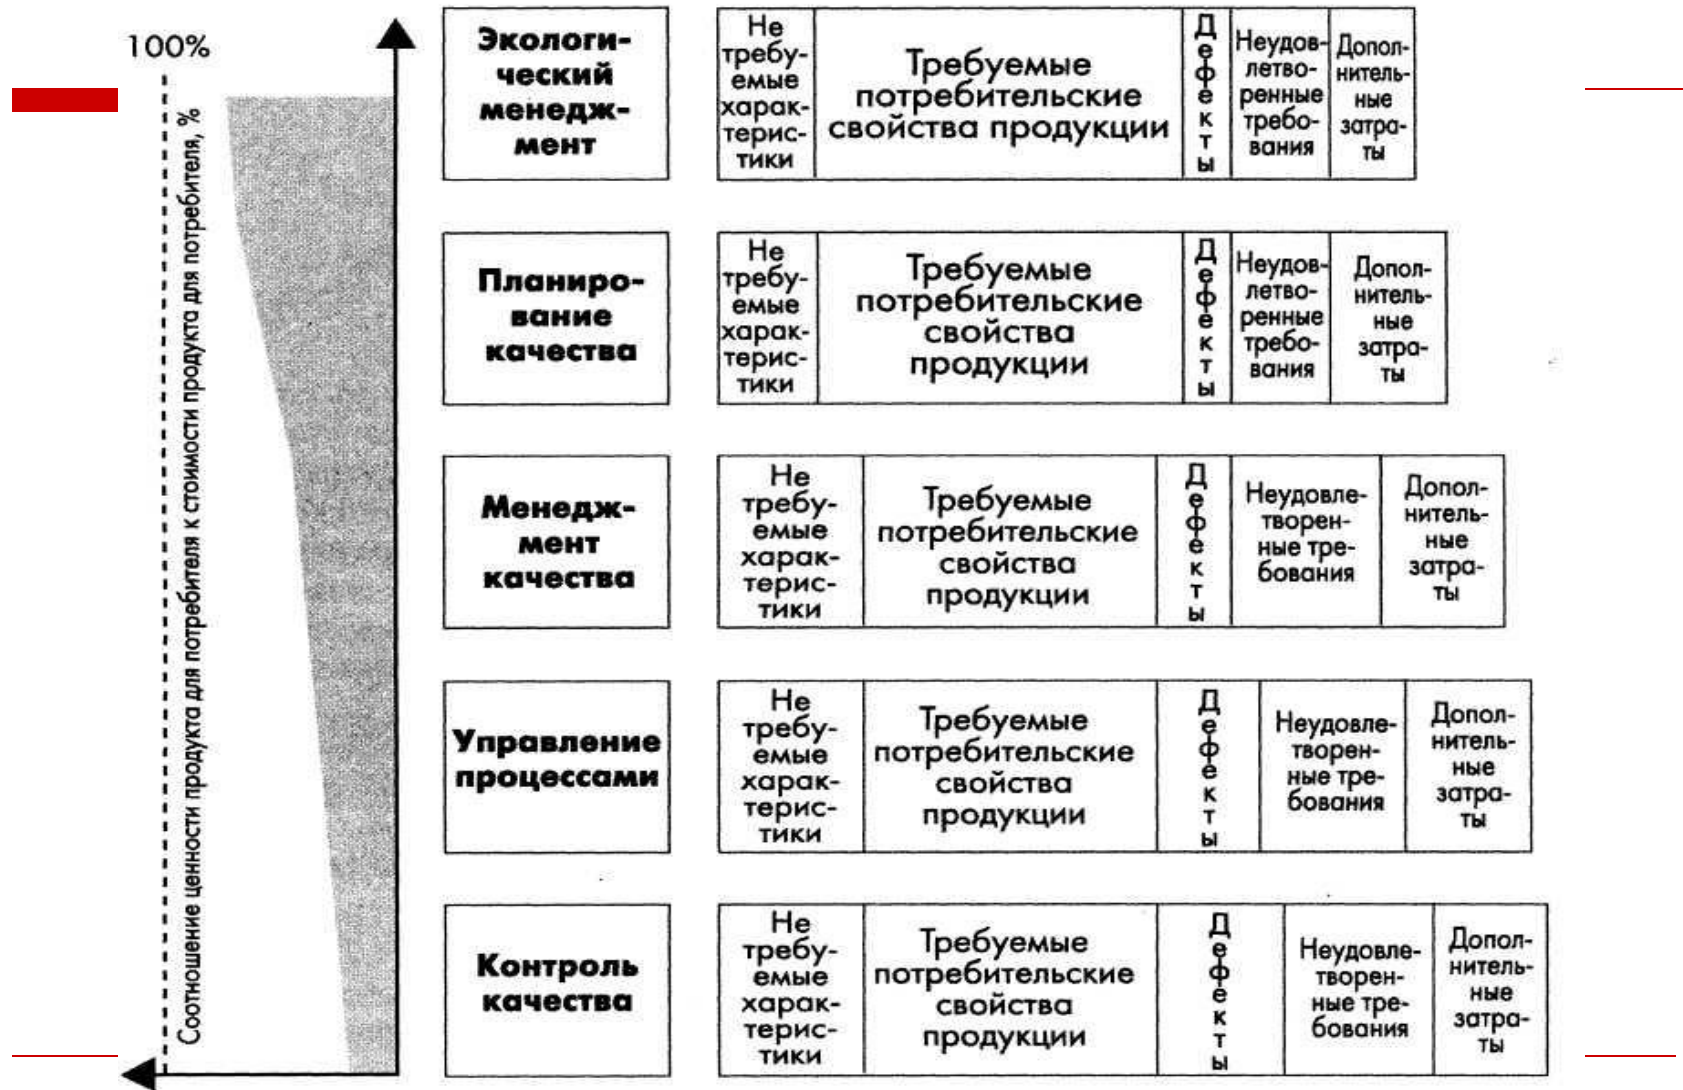 100%
Соотношение ценности продукта для потребителя к стоимости продукта для потребителя, %
Экологи-
ческий
менедж-
мент
Не
требу-
емые
харак-
терис-
тики
Требуемые
потребительские
свойства продукции
Дефекты
Неудов-
летво-
ренные
требо-
вания
Допол-
нитель-
ные
затра-
ты
Планиро-
вание
качества
Не
требу-
емые
харак-
терис-
тики
Требуемые
потребительские
свойства
продукции
Дефекты
Неудов-
летво-
ренные
требо-
вания
Допол-
нитель-
ные
затра-
ты
Менедж-
мент
качества
Не
требу-
емые
харак-
терис-
тики
Требуемые
потребительские
свойства
продукции
Дефекты
Неудовле-
творен-
ные тре-
бования
Допол-
нитель-
ные
затра-
ты
Управление
процессами
Не
требу-
емые
харак-
терис-
тики
Требуемые
потребительские
свойства
продукции
Дефекты
Неудовле-
творен-
ные тре-
бования
Допол-
нитель-
ные
затра-
ты
Контроль
качества
Не
требу-
емые
харак-
терис-
тики
Требуемые
потребительские
свойства
продукции
Дефекты
Неудовле-
творен-
ные тре-
бования
Допол-
нитель-
ные
затра-
ты